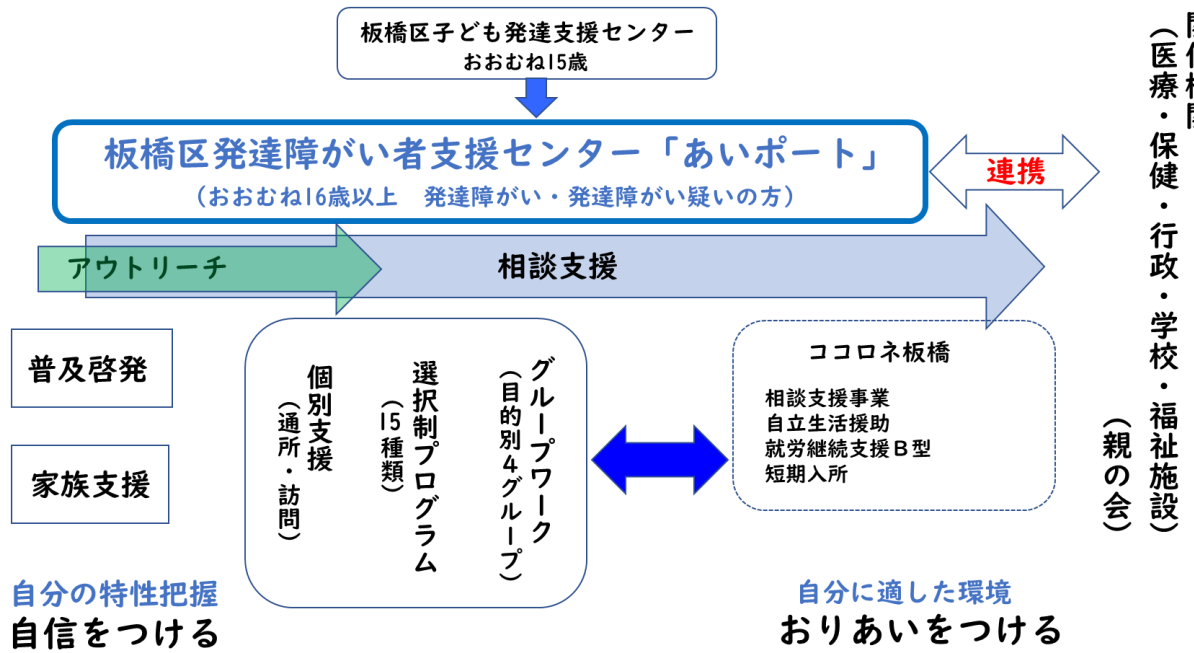 板橋区子ども発達支援センター
おおむね15歳
板橋区発達障がい者支援センター「あいポート」
（おおむね16歳以上　発達障がい・発達障がい疑いの方）
連携
関係機関
（医療・保健・行政・学校・福祉施設）
（親の会）
アウトリーチ
相談支援
普及啓発
家族支援
個別支援
（通所・訪問）
選択制プログラム
（15種類）
グループワーク
（目的別4グループ）
ココロネ板橋
相談支援事業
自立生活援助
就労継続支援B型
短期入所
自分の特性把握
自信をつける
自分に適した環境
おりあいをつける